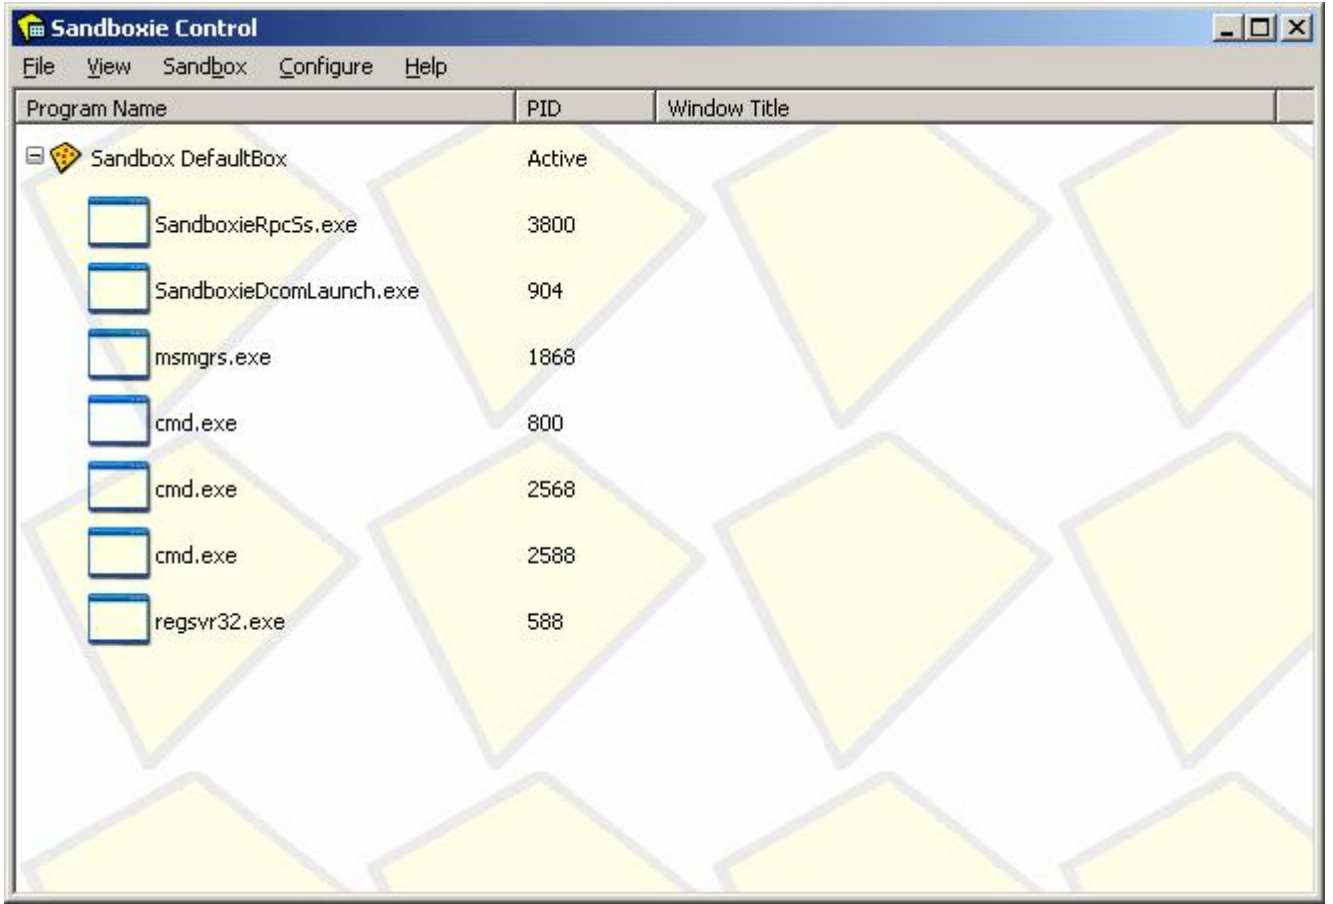 Sandboxie Control
File View Sandbox Configure Help
Program Name PID Window Title
Sandbox DefaultBox Active
SandboxieRpcSs.exe 3800
SandboxieDcomLaunch.exe 904
msmgrs.exe 1868
cmd.exe 800
cmd.exe 2568
cmd.exe 2588
regsvr32.exe 588